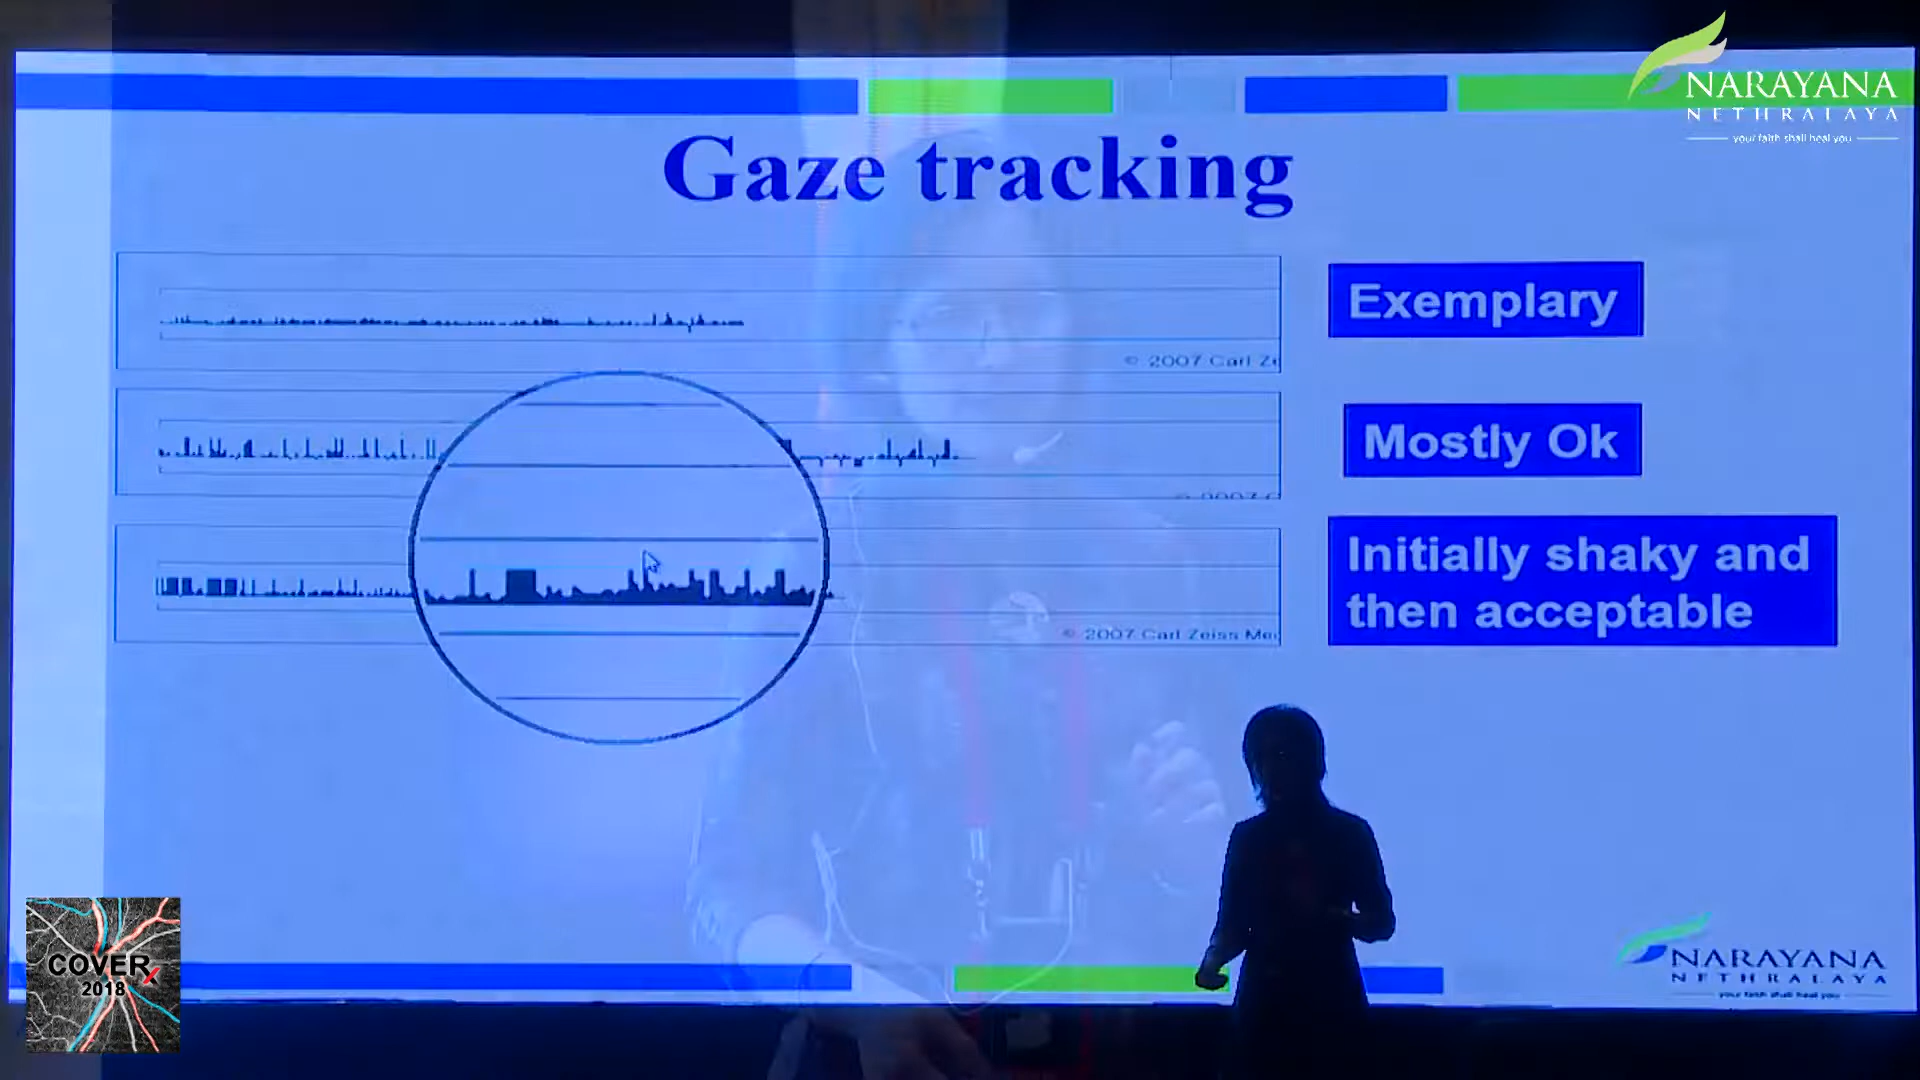 NARAYANA
NETHRALAYA
your faith shall heal you
Gaze tracking
Exemplary
© 2007 Carl Ze
Mostly Ok
© 2007 C
Initially shaky and
then acceptable
© 2007 Carl Zeiss Me
COVER
2018
NARAYANA
NETHRALAYA
your faith shall heal you